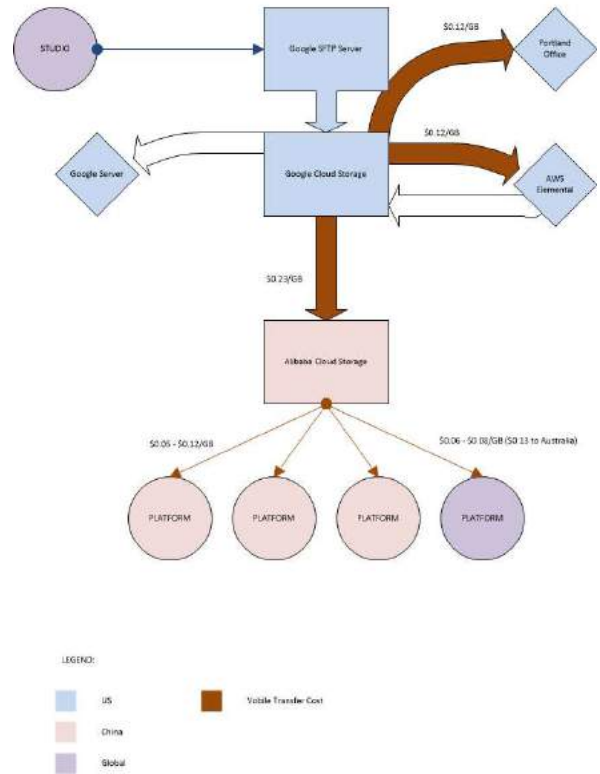 $0.12/GB
STUDIO
Google SFTP Server
Portland
Office
$0.12/GB
Google Server
Google Cloud Storage
AWS
Elemental
$0.23/GB
Alibaba Cloud Storage
$0.05 - $0.12/GB
$0.06 - $0.08/GB ($0.13 to Australia)
PLATFORM
PLATFORM
PLATFORM
PLATFORM
LEGEND:
US
Vobile Transfer Cost
China
Global